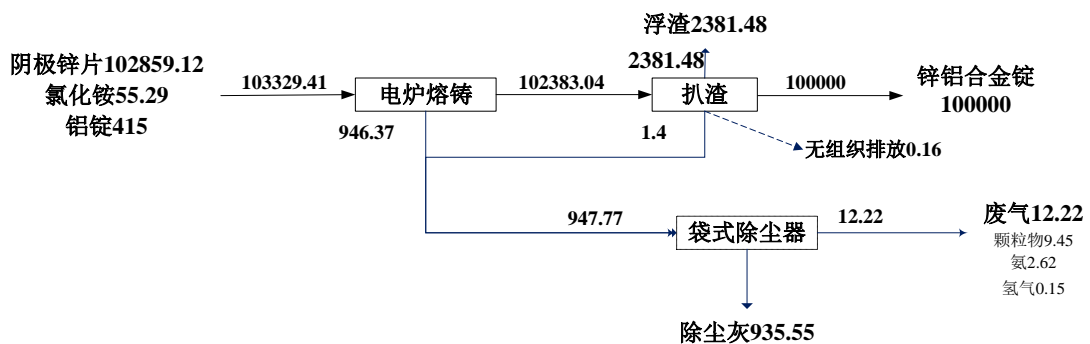 浮渣2381.48
阴极锌片102859.12
氯化铵55.29
铝锭415
103329.41
电炉熔铸
102383.04
2381.48
扒渣
100000
锌铝合金锭
100000
946.37
1.4
无组织排放0.16
947.77
袋式除尘器
12.22
废气12.22
颗粒物9.45
氨2.62
氢气0.15
除尘灰935.55